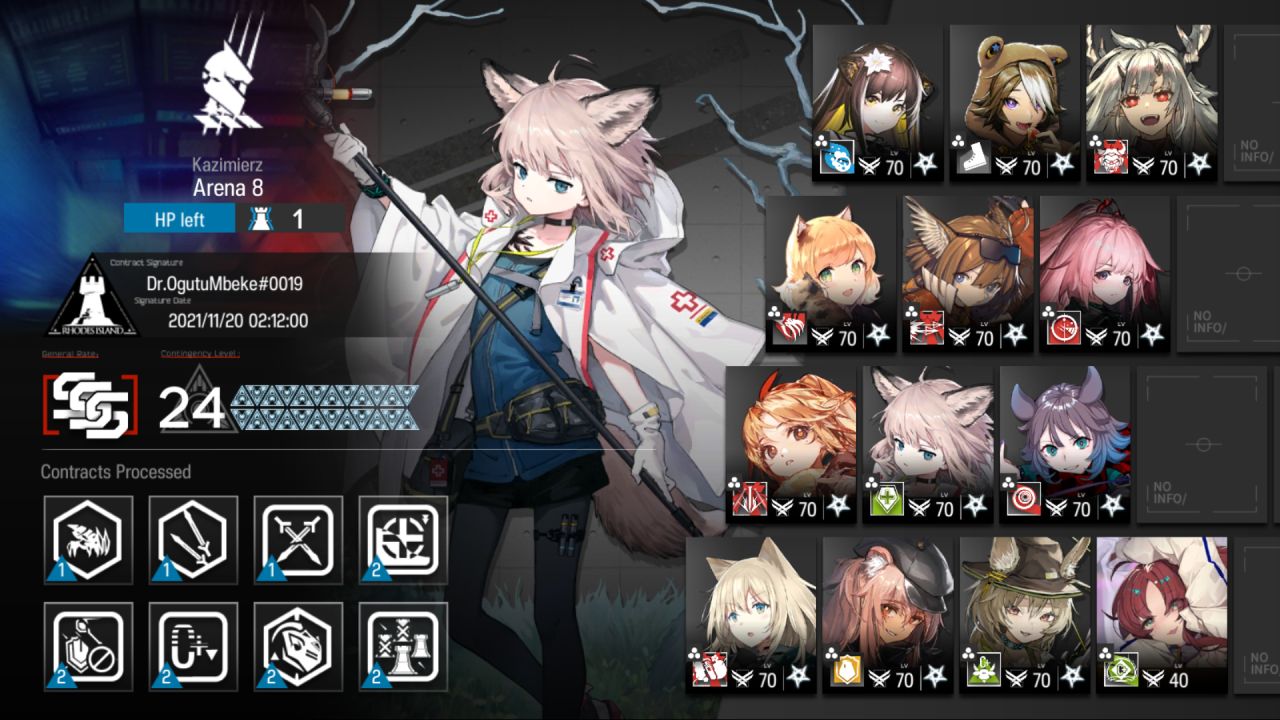 Kazimierz
Arena 8
HP left 1
Contract Signature
Dr.OgutuMbeke#0019
Signature Date
2021/11/20 02:12:00
RHODES ISLAND
General Rate:
Contingency Level:
SSS
24
Contracts Processed
1
1
1
2
2
2
2
2
LV
70
LV
70
LV
70
NO
INFO/
LV
70
LV
70
LV
70
NO
INFO/
LV
70
LV
70
LV
70
NO
INFO/
LV
70
LV
70
LV
70
LV
40
NO
INFO